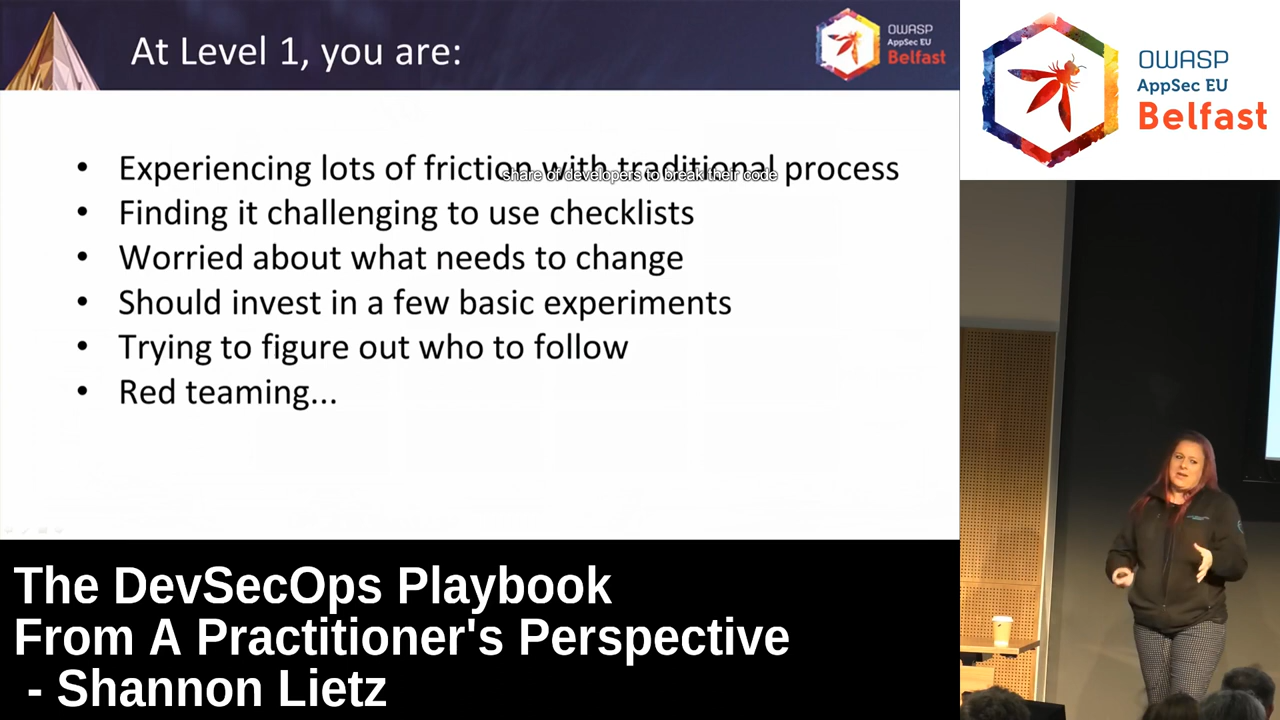 At Level 1, you are:
OWASP
AppSec EU
Belfast
• Experiencing lots of friction with traditional process
share of developers to break their code
• Finding it challenging to use checklists
• Worried about what needs to change
• Should invest in a few basic experiments
• Trying to figure out who to follow
• Red teaming...
OWASP
AppSec EU
Belfast
The DevSecOps Playbook
From A Practitioner's Perspective
- Shannon Lietz